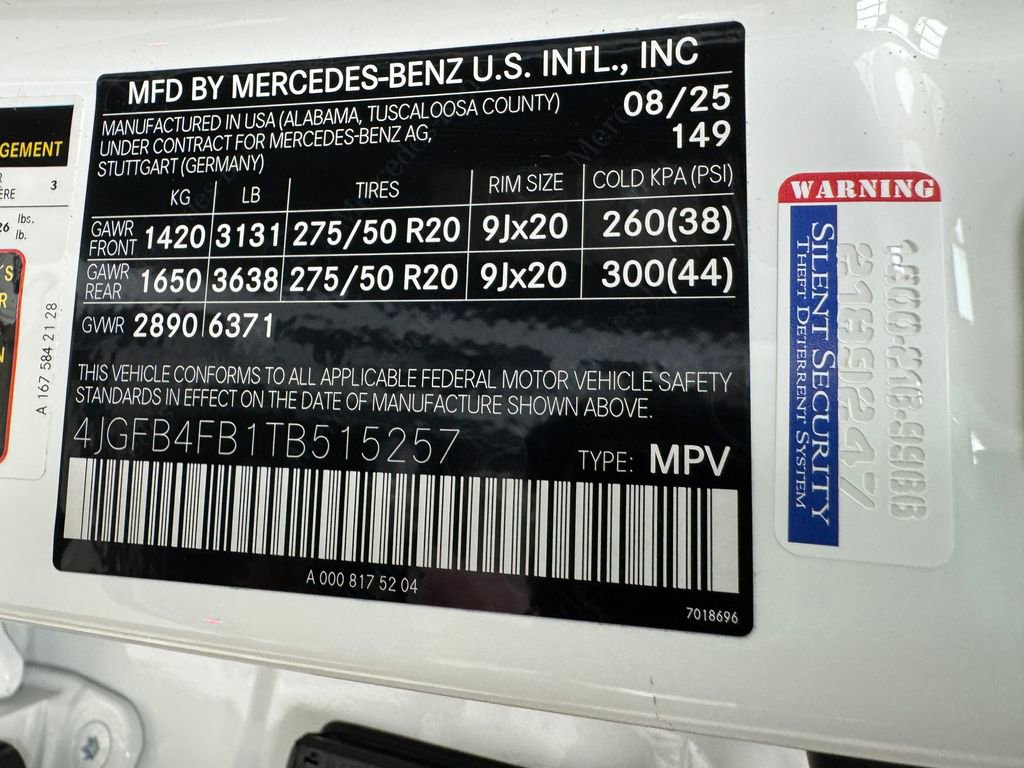 MFD BY MERCEDES-BENZ U.S. INTL., INC
MANUFACTURED IN USA (ALABAMA, TUSCALOOSA COUNTY)
UNDER CONTRACT FOR MERCEDES-BENZ AG,
STUTTGART (GERMANY)
08/25
149
KG LB TIRES RIM SIZE COLD KPA (PSI)
GAWR FRONT 1420 3131 275/50 R20 9Jx20 260(38)
GAWR REAR 1650 3638 275/50 R20 9Jx20 300(44)
GVWR 2890 6371
THIS VEHICLE CONFORMS TO ALL APPLICABLE FEDERAL MOTOR VEHICLE SAFETY
STANDARDS IN EFFECT ON THE DATE OF MANUFACTURE SHOWN ABOVE.
4JGFB4FB1TB515257
TYPE: MPV
A 000 817 52 04
7018696
GEMENT
3
lbs.
lb.
A 167 584 21 28
WARNING
SILENT SECURITY
THEFT DETERRENT SYSTEM